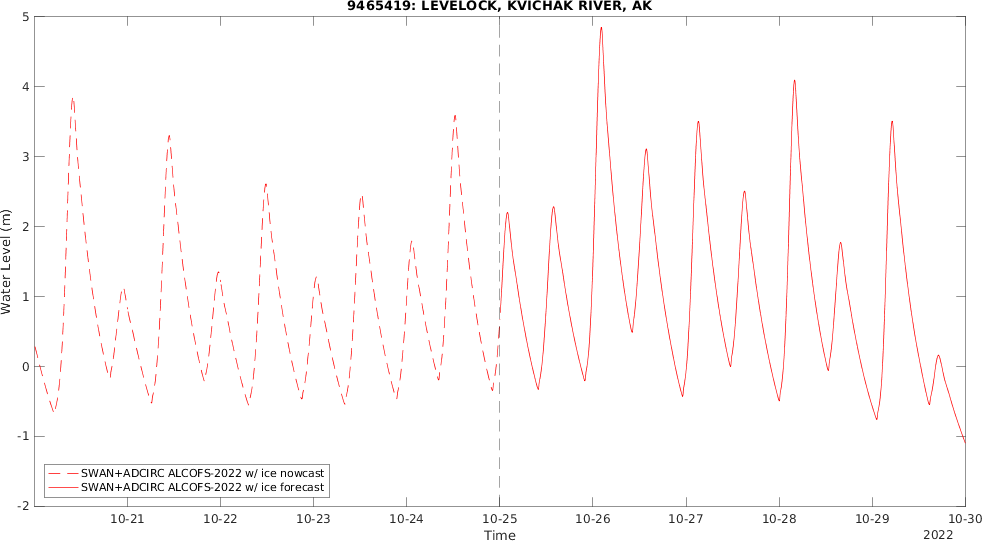 9465419: LEVELOCK, KVICHAK RIVER, AK
5
4
3
2
1
0
-1
-2
Water Level (m)
SWAN+ADCIRC ALCOFS-2022 w/ ice nowcast
SWAN+ADCIRC ALCOFS-2022 w/ ice forecast
10-21 10-22 10-23 10-24 10-25 10-26 10-27 10-28 10-29 10-30
Time
2022